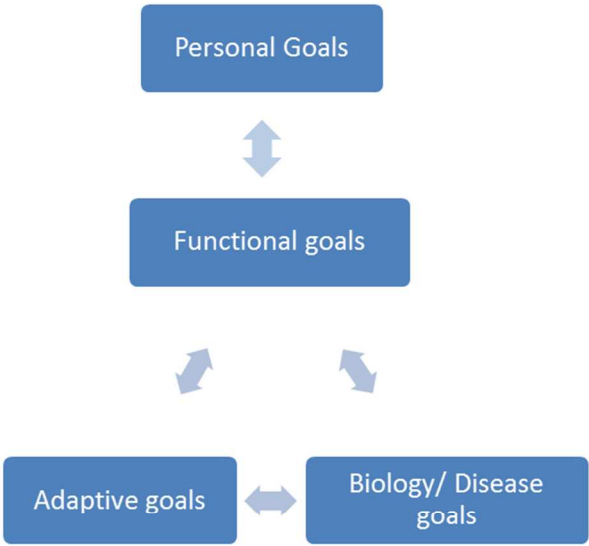 Personal Goals
Functional goals
Adaptive goals
Biology/ Disease
goals